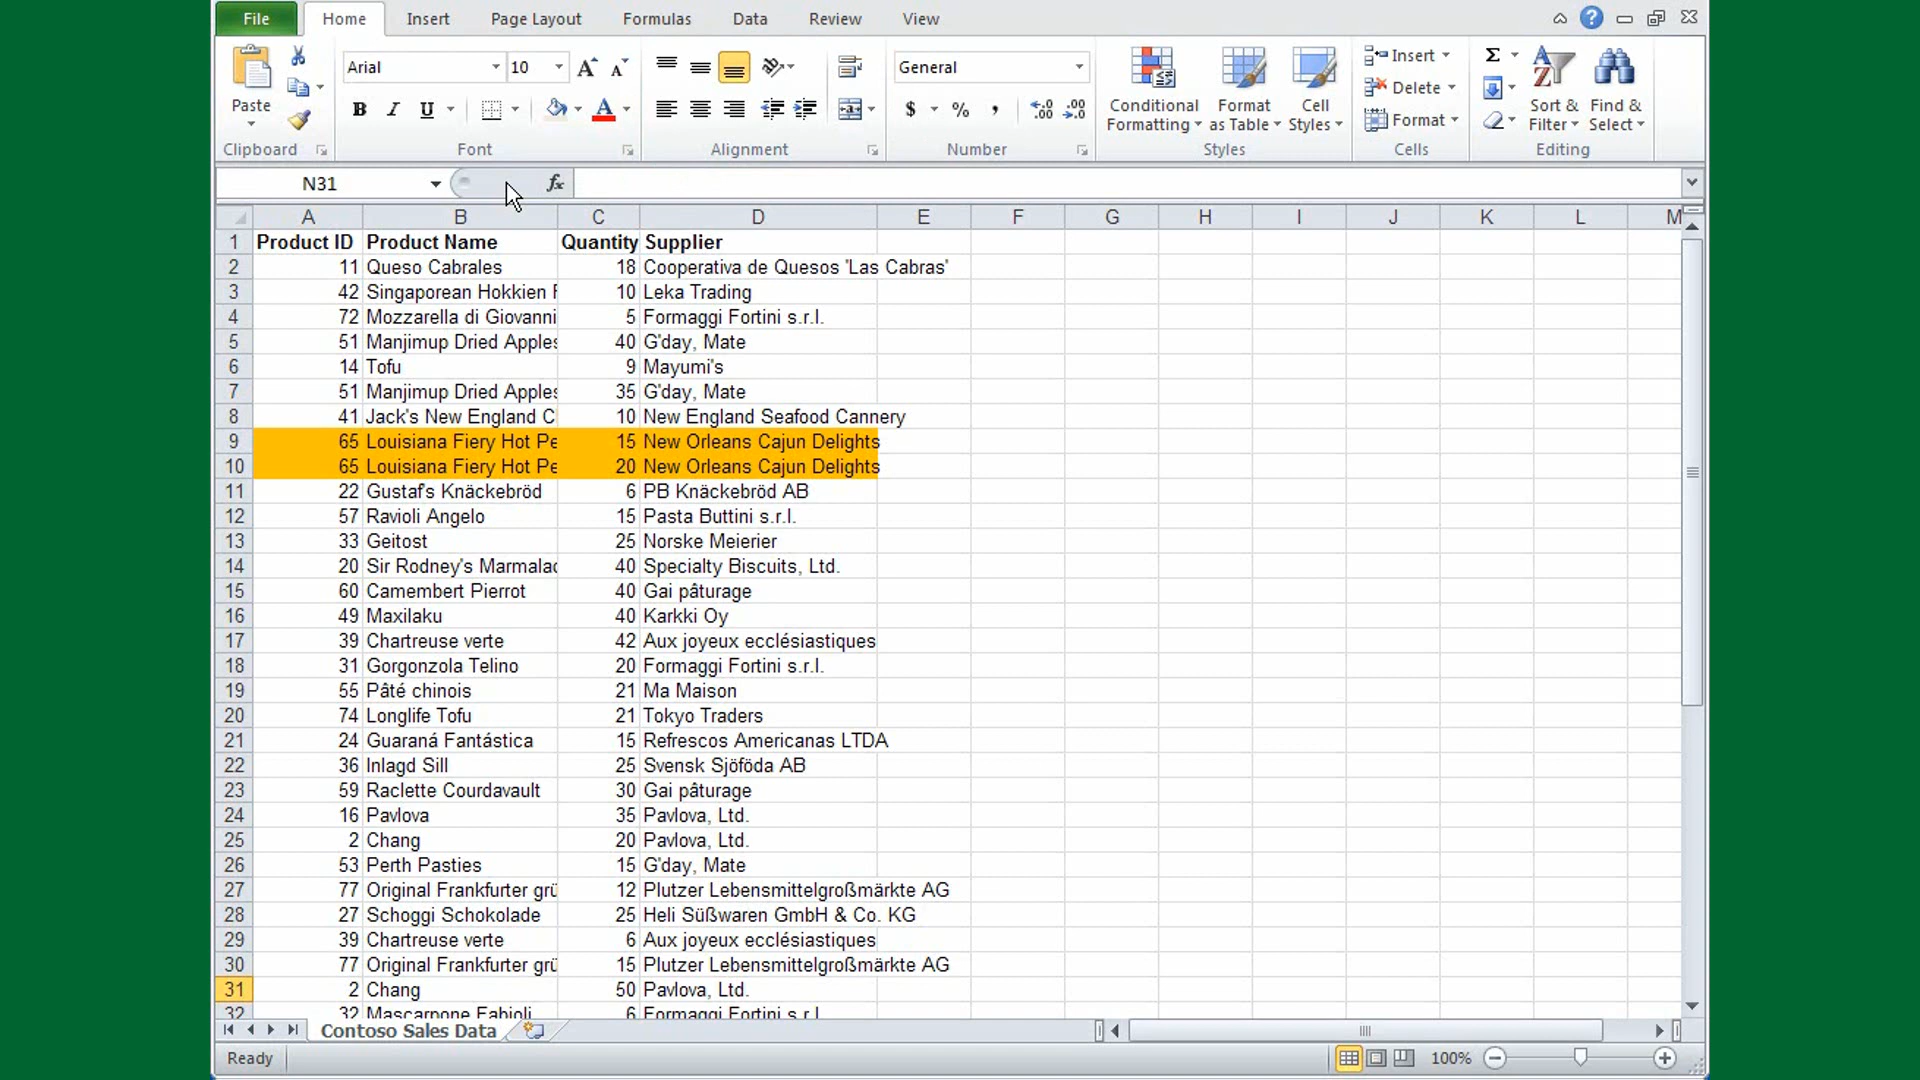 File Home Insert Page Layout Formulas Data Review View
Paste
Arial 10
B I U
General
$ % ,
Conditional Formatting
Format as Table
Cell Styles
Insert
Delete
Format
Sort & Filter
Find & Select
Clipboard Font Alignment Number Styles Cells Editing
N31 fx
A B C D E F G H I J K L M
1 Product ID Product Name Quantity Supplier
2 11 Queso Cabrales 18 Cooperativa de Quesos 'Las Cabras'
3 42 Singaporean Hokkien 10 Leka Trading
4 72 Mozzarella di Giovanni 5 Formaggi Fortini s.r.l.
5 51 Manjimup Dried Apples 40 G'day, Mate
6 14 Tofu 9 Mayumi's
7 51 Manjimup Dried Apples 35 G'day, Mate
8 41 Jack's New England C 10 New England Seafood Cannery
9 65 Louisiana Fiery Hot Pe 15 New Orleans Cajun Delights
10 65 Louisiana Fiery Hot Pe 20 New Orleans Cajun Delights
11 22 Gustaf's Knäckebröd 6 PB Knäckebröd AB
12 57 Ravioli Angelo 15 Pasta Buttini s.r.l.
13 33 Geitost 25 Norske Meierier
14 20 Sir Rodney's Marmalad 40 Specialty Biscuits, Ltd.
15 60 Camembert Pierrot 40 Gai pâturage
16 49 Maxilaku 40 Karkki Oy
17 39 Chartreuse verte 42 Aux joyeux ecclésiastiques
18 31 Gorgonzola Telino 20 Formaggi Fortini s.r.l.
19 55 Pâté chinois 21 Ma Maison
20 74 Longlife Tofu 21 Tokyo Traders
21 24 Guaraná Fantástica 15 Refrescos Americanas LTDA
22 36 Inlagd Sill 25 Svensk Sjöföda AB
23 59 Raclette Courdavault 30 Gai pâturage
24 16 Pavlova 35 Pavlova, Ltd.
25 2 Chang 20 Pavlova, Ltd.
26 53 Perth Pasties 15 G'day, Mate
27 77 Original Frankfurter grü 12 Plutzer Lebensmittelgroßmärkte AG
28 27 Schoggi Schokolade 25 Heli Süßwaren GmbH & Co. KG
29 39 Chartreuse verte 6 Aux joyeux ecclésiastiques
30 77 Original Frankfurter grü 15 Plutzer Lebensmittelgroßmärkte AG
31 2 Chang 50 Pavlova, Ltd.
32 32 Mascarpone Fabioli 6 Formaggi Fortini s.r.l.
Contoso Sales Data
Ready 100%